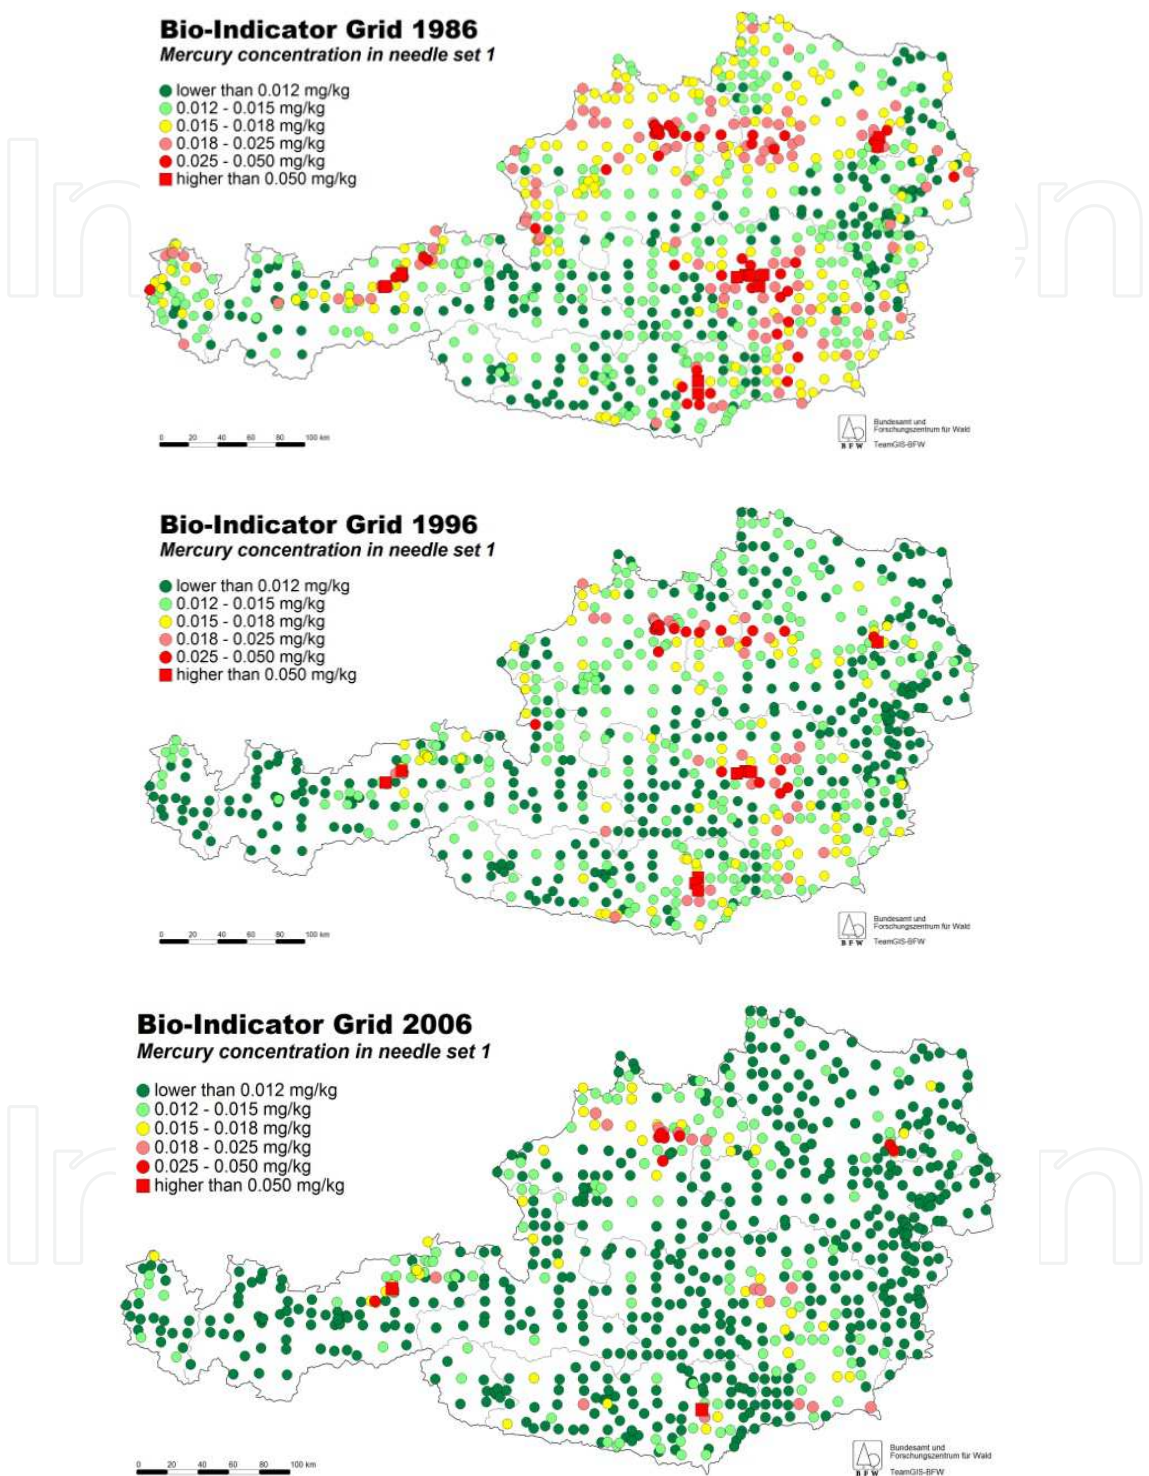 Bio-Indicator Grid 1986
Mercury concentration in needle set 1
lower than 0.012 mg/kg
0.012 - 0.015 mg/kg
0.015 - 0.018 mg/kg
0.018 - 0.025 mg/kg
0.025 - 0.050 mg/kg
higher than 0.050 mg/kg
0 20 40 60 80 100 km
BFW
Bundesamt und
Forschungszentrum für Wald
TeamGIS-BFW
Bio-Indicator Grid 1996
Mercury concentration in needle set 1
lower than 0.012 mg/kg
0.012 - 0.015 mg/kg
0.015 - 0.018 mg/kg
0.018 - 0.025 mg/kg
0.025 - 0.050 mg/kg
higher than 0.050 mg/kg
0 20 40 60 80 100 km
BFW
Bundesamt und
Forschungszentrum für Wald
TeamGIS-BFW
Bio-Indicator Grid 2006
Mercury concentration in needle set 1
lower than 0.012 mg/kg
0.012 - 0.015 mg/kg
0.015 - 0.018 mg/kg
0.018 - 0.025 mg/kg
0.025 - 0.050 mg/kg
higher than 0.050 mg/kg
0 20 40 60 80 100 km
BFW
Bundesamt und
Forschungszentrum für Wald
TeamGIS-BFW